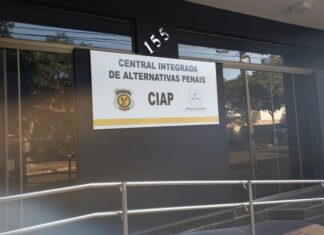 155
CENTRAL INTEGRADA
DE ALTERNATIVAS PENAIS
CIAP